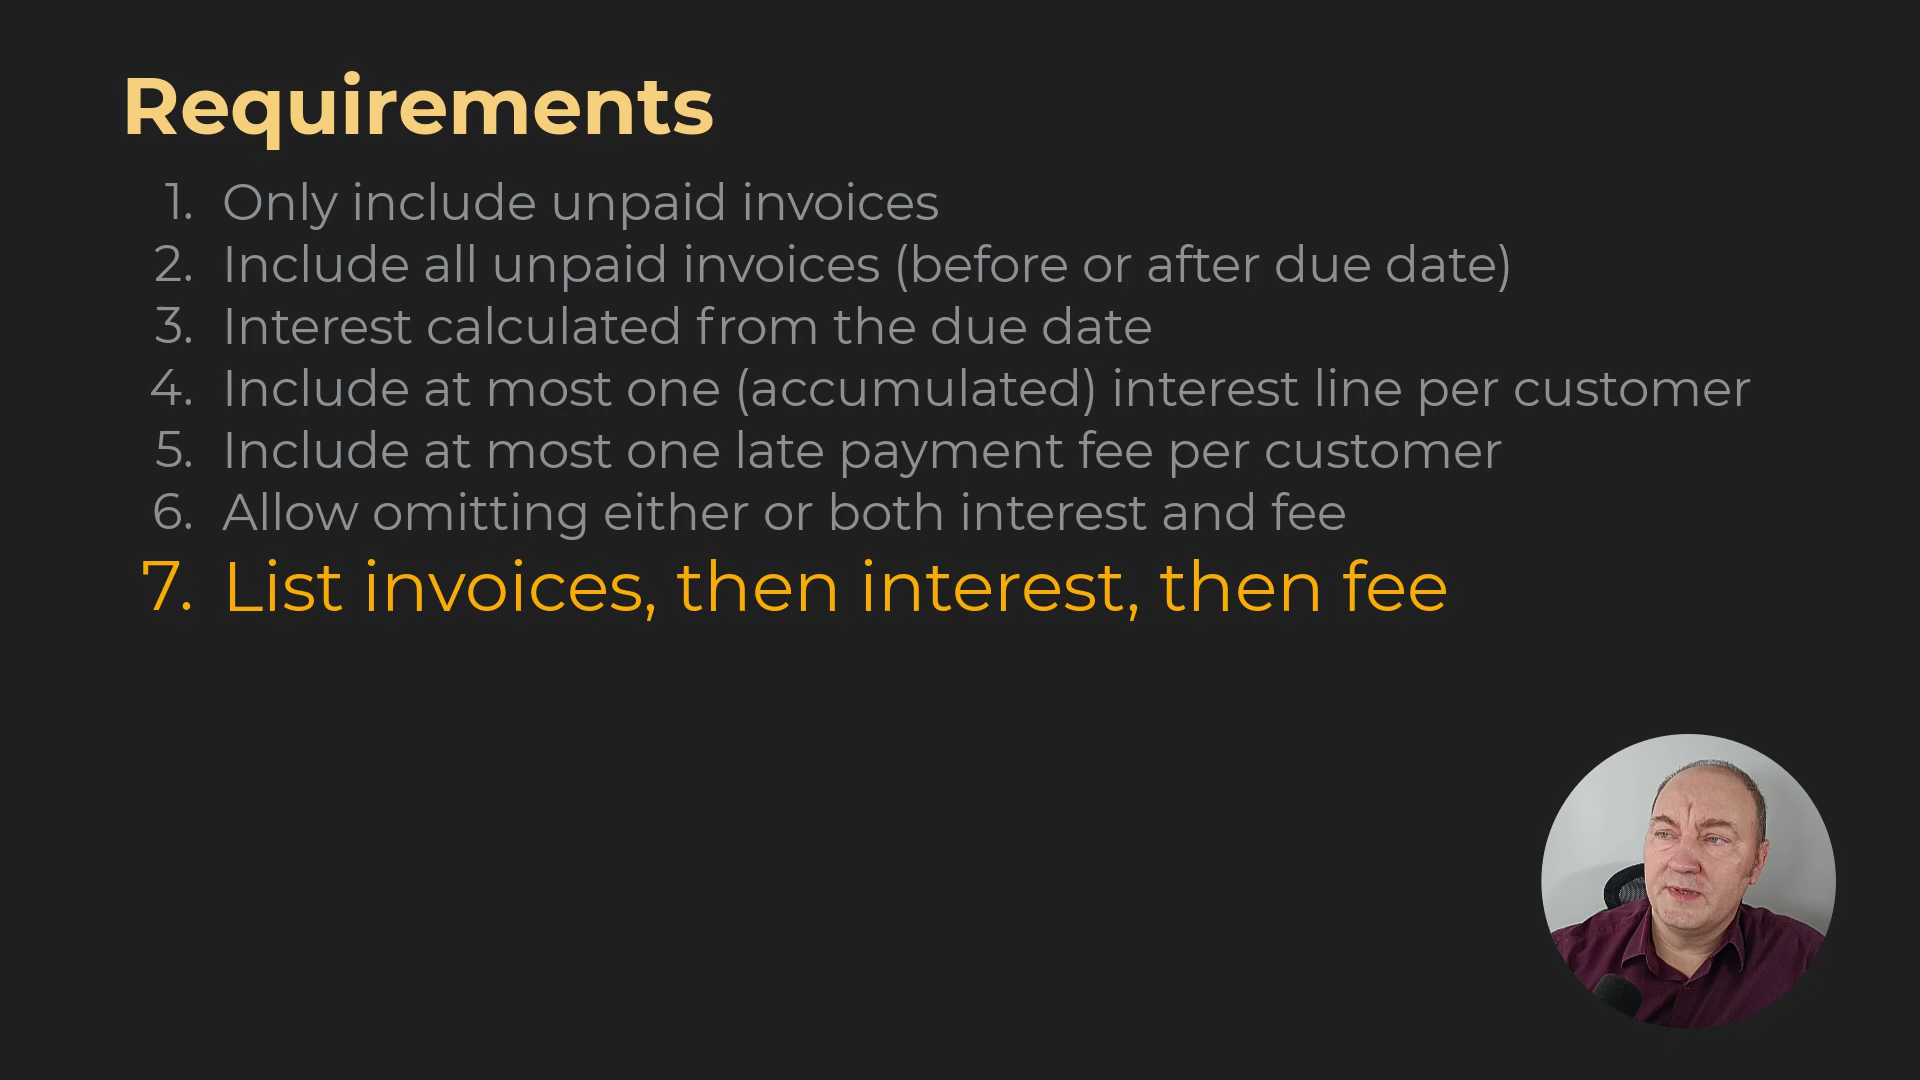 Requirements
1. Only include unpaid invoices
2. Include all unpaid invoices (before or after due date)
3. Interest calculated from the due date
4. Include at most one (accumulated) interest line per customer
5. Include at most one late payment fee per customer
6. Allow omitting either or both interest and fee
7. List invoices, then interest, then fee